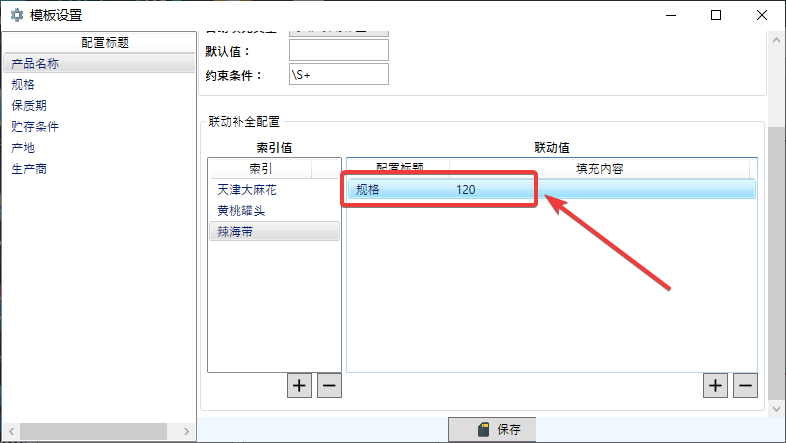 模板设置
配置标题
产品名称
规格
保质期
贮存条件
产地
生产商
默认值：
约束条件： \S+
联动补全配置
索引值 联动值
索引
天津大麻花
黄桃罐头
辣海带
配置标题 填充内容
规格 120
保存